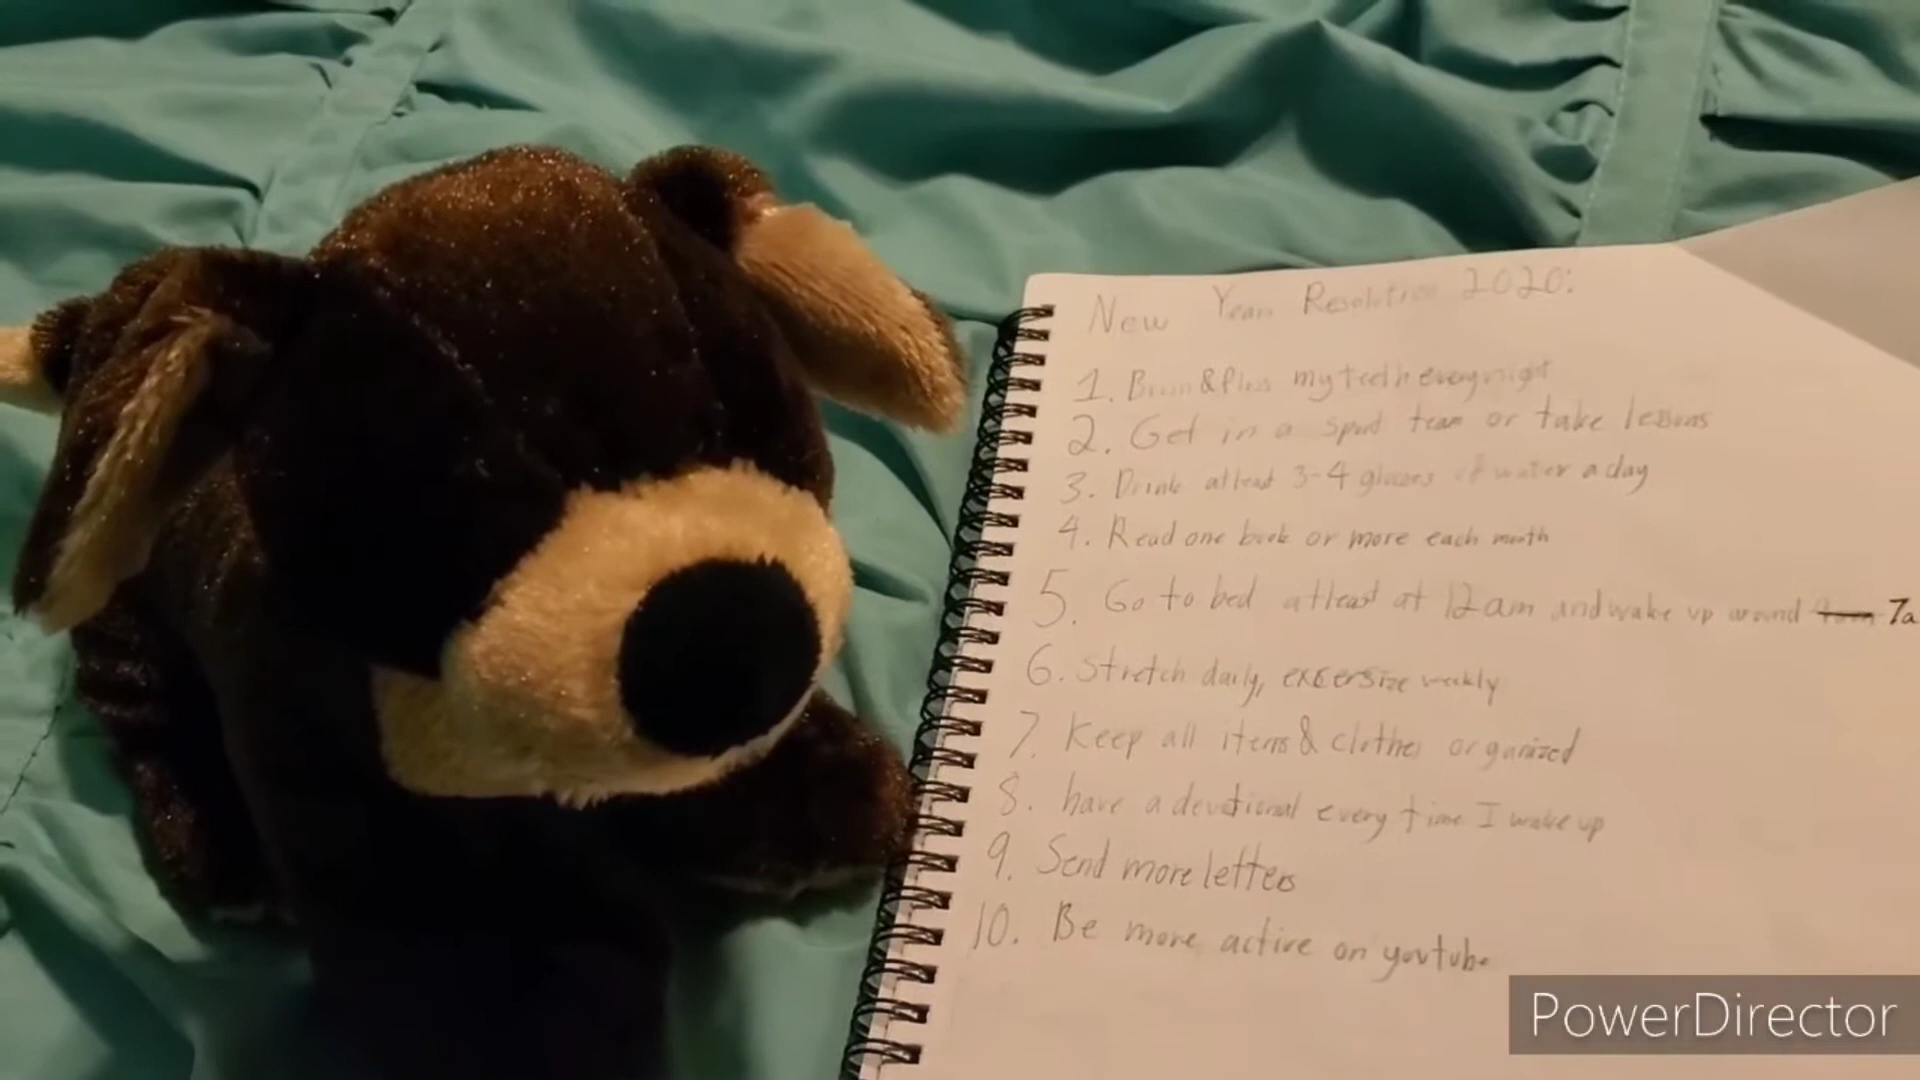 New Years Resolution 2020:
1. Brush & floss my teeth every night
2. Get in a sport team or take lessons
3. Drink atleast 3-4 glasses of water a day
4. Read one book or more each month
5. Go to bed atleast at 12am and wake up around 7a
6. Stretch daily, excersize weekly
7. Keep all items & clothes organized
8. have a devotional every time I wake up
9. Send more letters
10. Be more active on youtube
PowerDirector